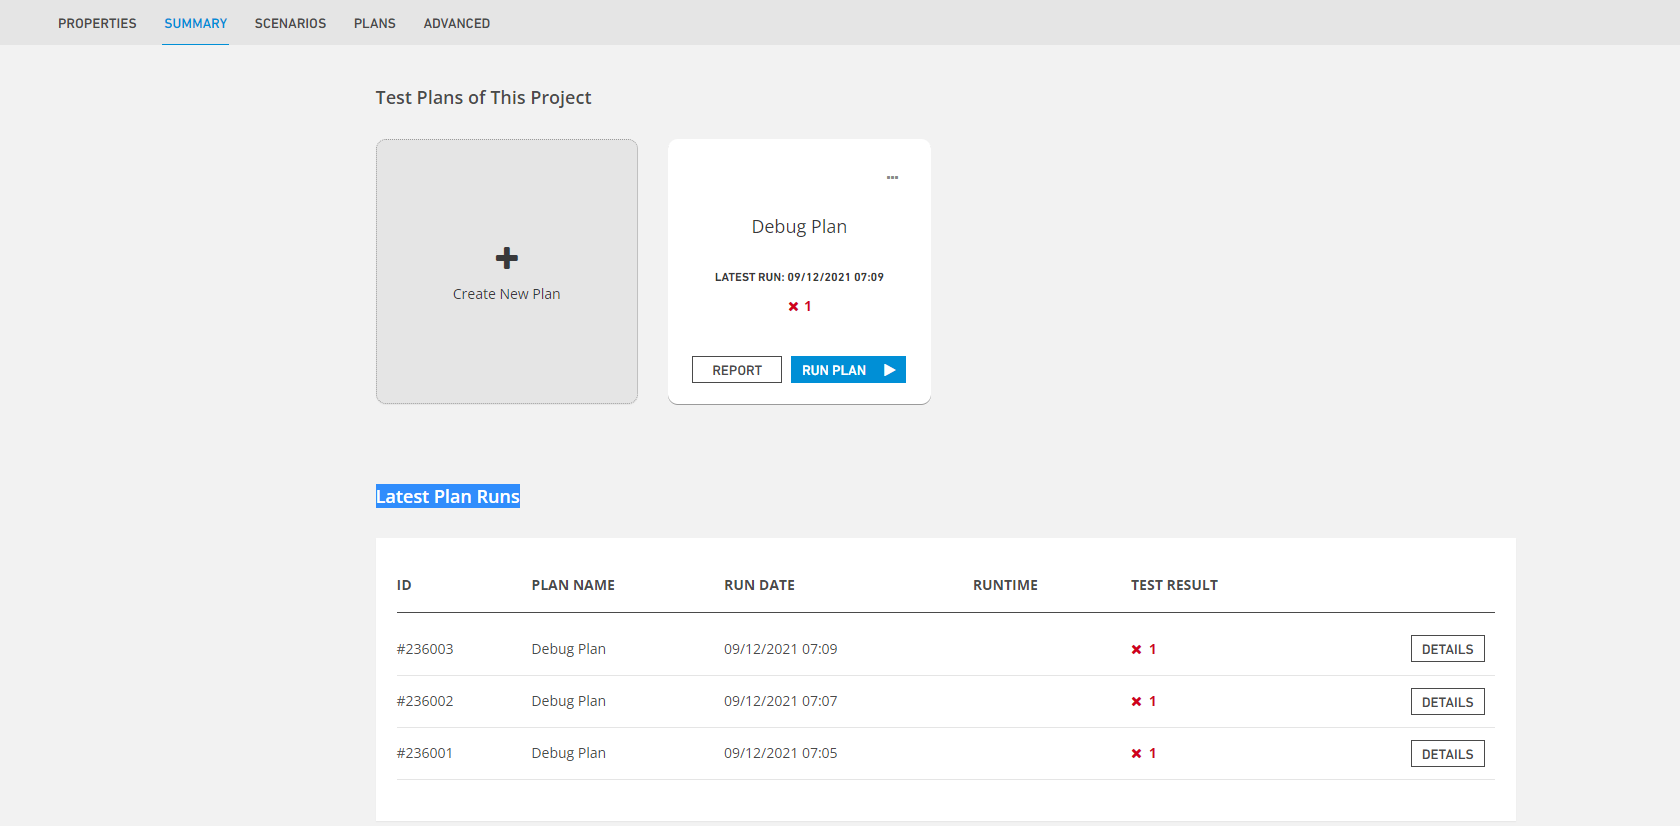 PROPERTIES SUMMARY SCENARIOS PLANS ADVANCED
Test Plans of This Project
Create New Plan
Debug Plan
LATEST RUN: 09/12/2021 07:09
1
REPORT RUN PLAN
Latest Plan Runs
ID PLAN NAME RUN DATE RUNTIME TEST RESULT
#236003 Debug Plan 09/12/2021 07:09 1 DETAILS
#236002 Debug Plan 09/12/2021 07:07 1 DETAILS
#236001 Debug Plan 09/12/2021 07:05 1 DETAILS